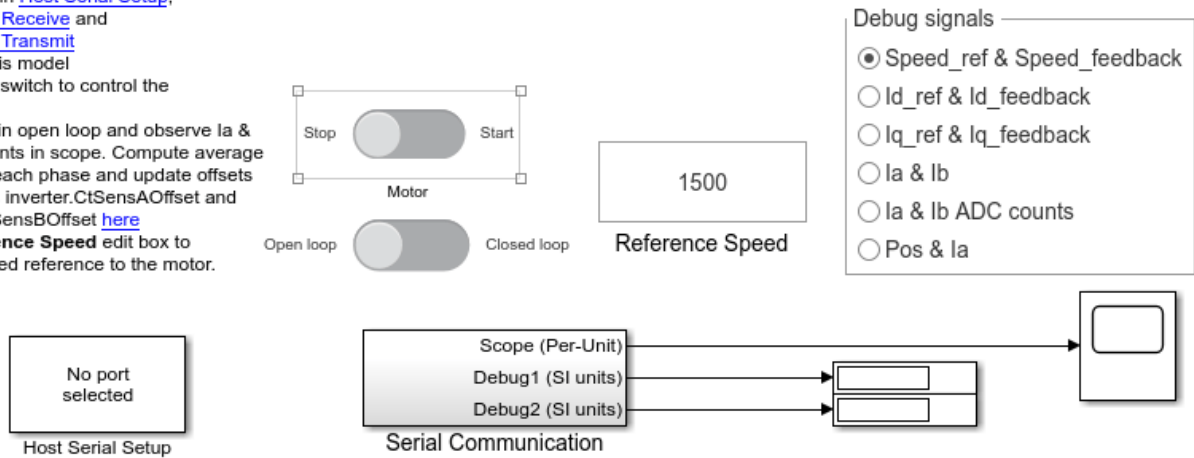 Host Serial Setup,
Receive and
Transmit
is model
switch to control the
in open loop and observe Ia &
nts in scope. Compute average
each phase and update offsets
inverter.CtSensAOffset and
SensBOffset here
ence Speed edit box to
ed reference to the motor.
Stop
Start
Motor
Open loop
Closed loop
1500
Reference Speed
Debug signals
Speed_ref & Speed_feedback
Id_ref & Id_feedback
Iq_ref & Iq_feedback
Ia & Ib
Ia & Ib ADC counts
Pos & Ia
No port
selected
Host Serial Setup
Scope (Per-Unit)
Debug1 (SI units)
Debug2 (SI units)
Serial Communication